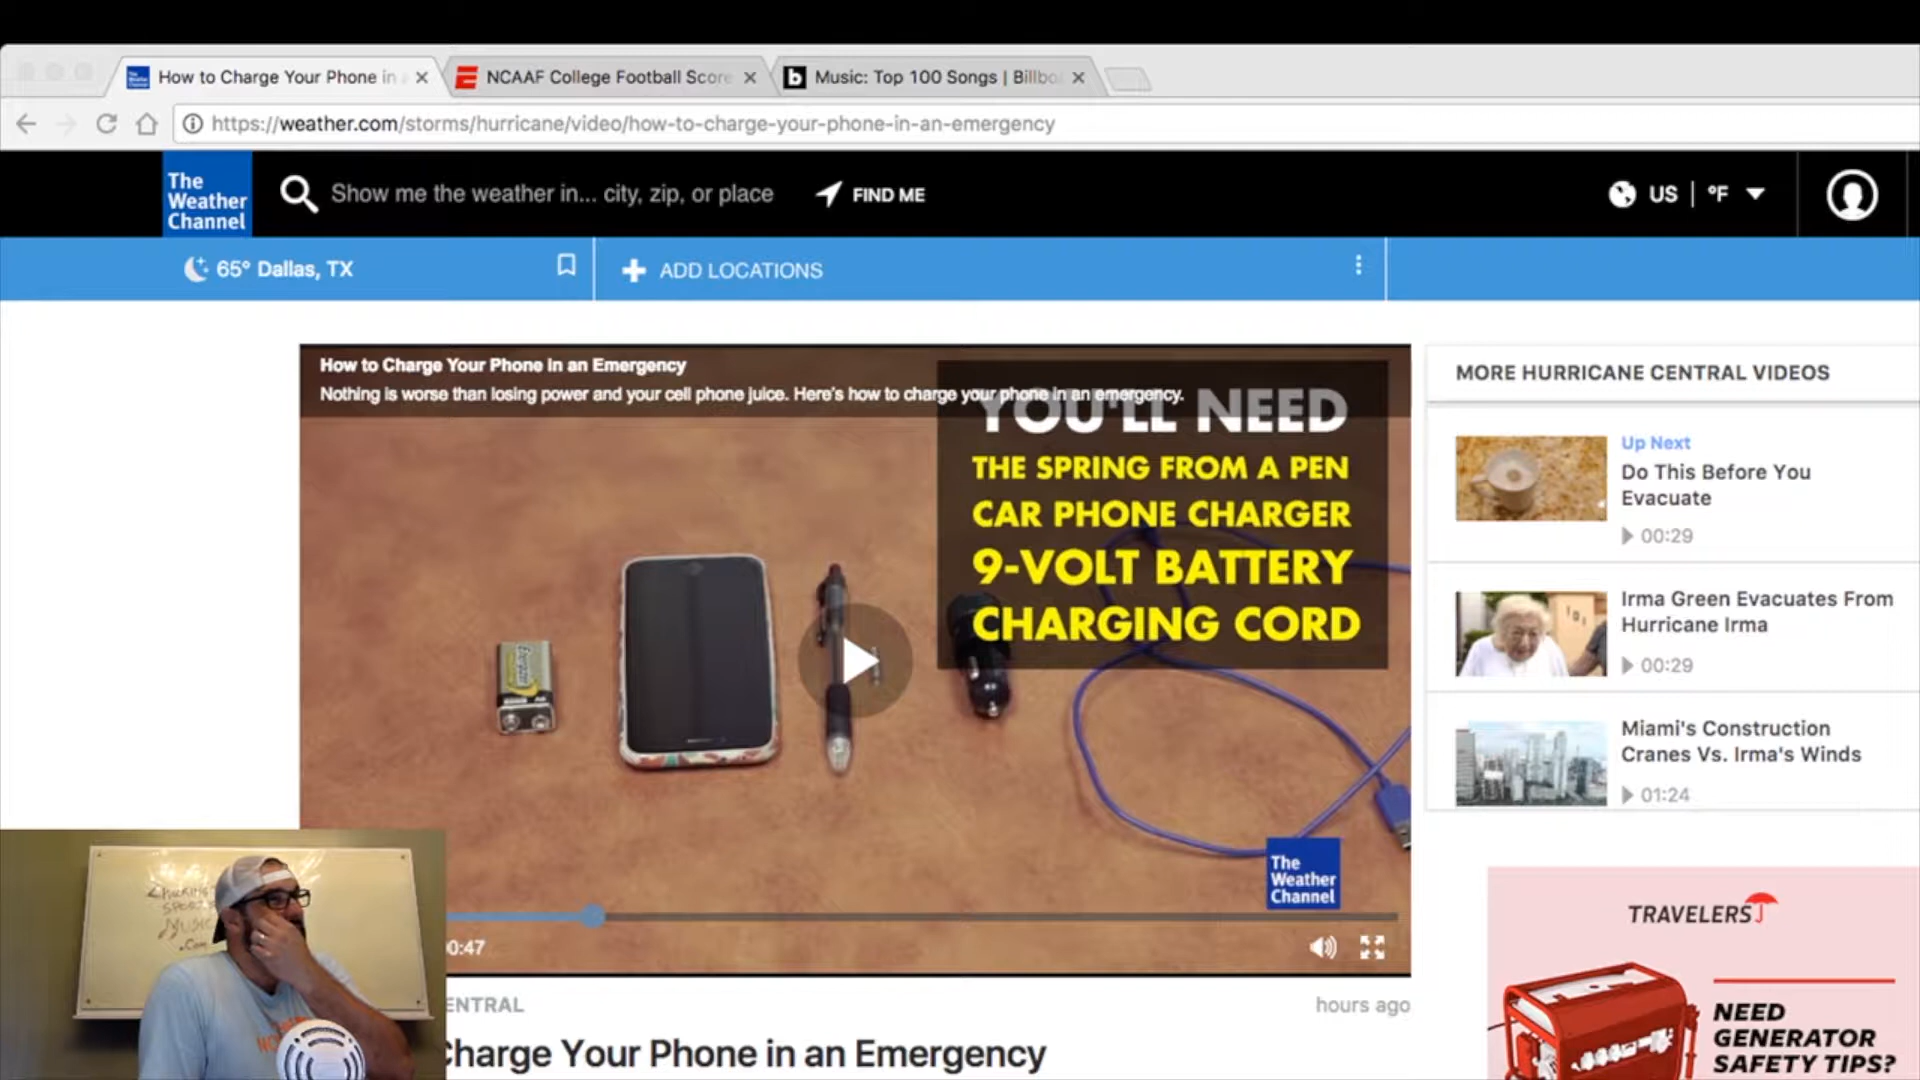 How to Charge Your Phone in
NCAAF College Football Score
Music: Top 100 Songs | Billbo
https://weather.com/storms/hurricane/video/how-to-charge-your-phone-in-an-emergency
The
Weather
Channel
Show me the weather in... city, zip, or place
FIND ME
US
°F
65° Dallas, TX
ADD LOCATIONS
How to Charge Your Phone in an Emergency
Nothing is worse than losing power and your cell phone juice. Here's how to charge your phone in an emergency.
YOU'LL NEED
THE SPRING FROM A PEN
CAR PHONE CHARGER
9-VOLT BATTERY
CHARGING CORD
Energizer
The
Weather
Channel
0:47
MORE HURRICANE CENTRAL VIDEOS
Up Next
Do This Before You
Evacuate
00:29
Irma Green Evacuates From
Hurricane Irma
00:29
Miami's Construction
Cranes Vs. Irma's Winds
01:24
TRAVELERS
NEED
GENERATOR
SAFETY TIPS?
SPORTS
MUSIC
.Com
ENTRAL
hours ago
Charge Your Phone in an Emergency